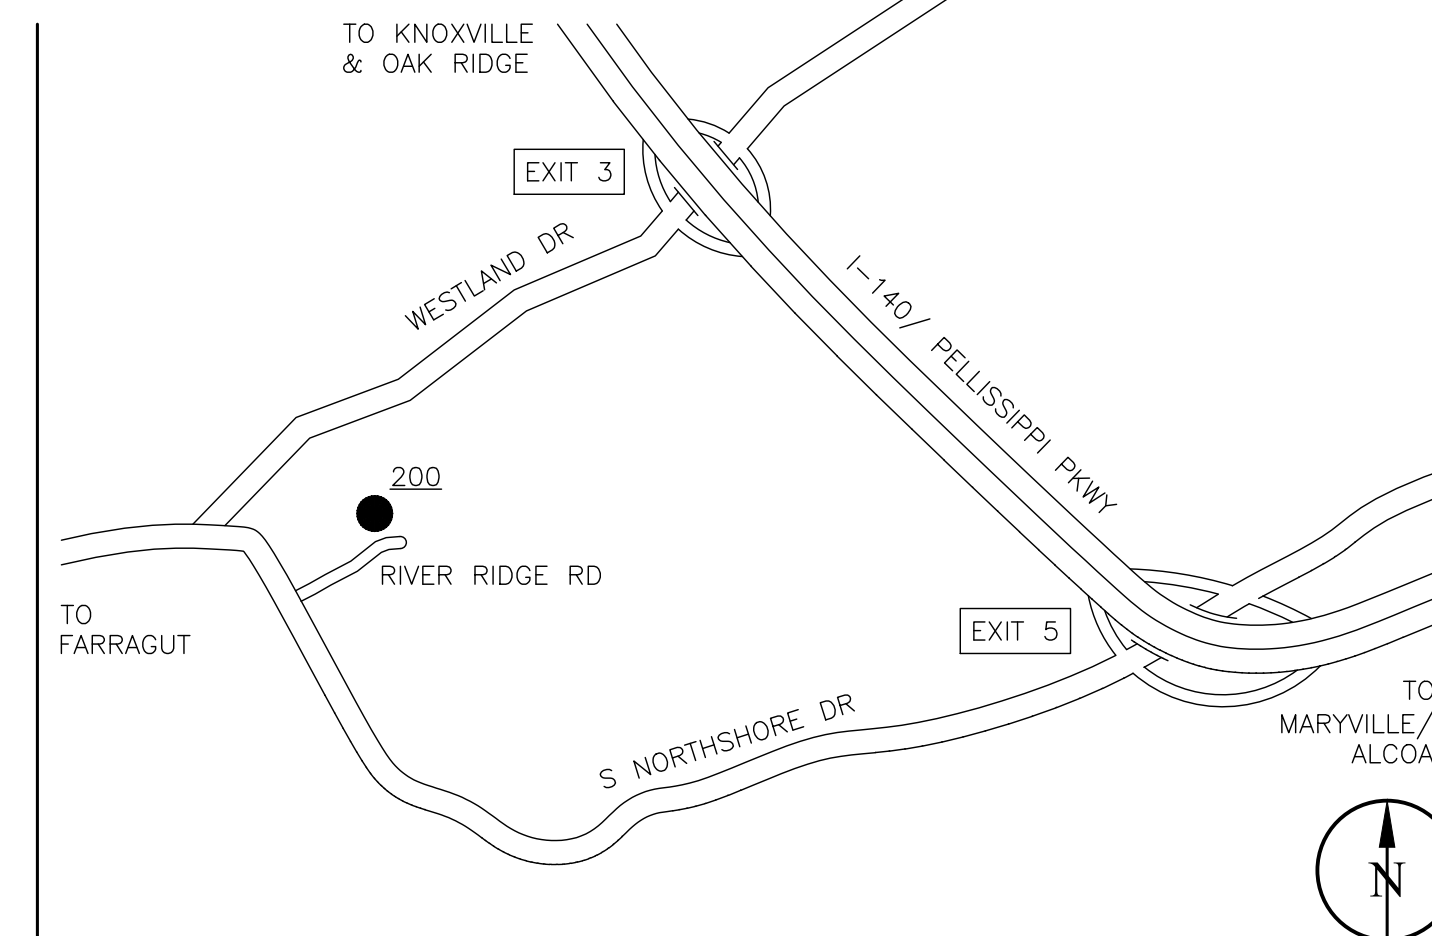 TO KNOXVILLE
& OAK RIDGE
EXIT 3
WESTLAND DR
I-140/ PELLISSIPPI PKWY
200
RIVER RIDGE RD
TO
FARRAGUT
EXIT 5
S NORTHSHORE DR
TO
MARYVILLE/
ALCOA
N